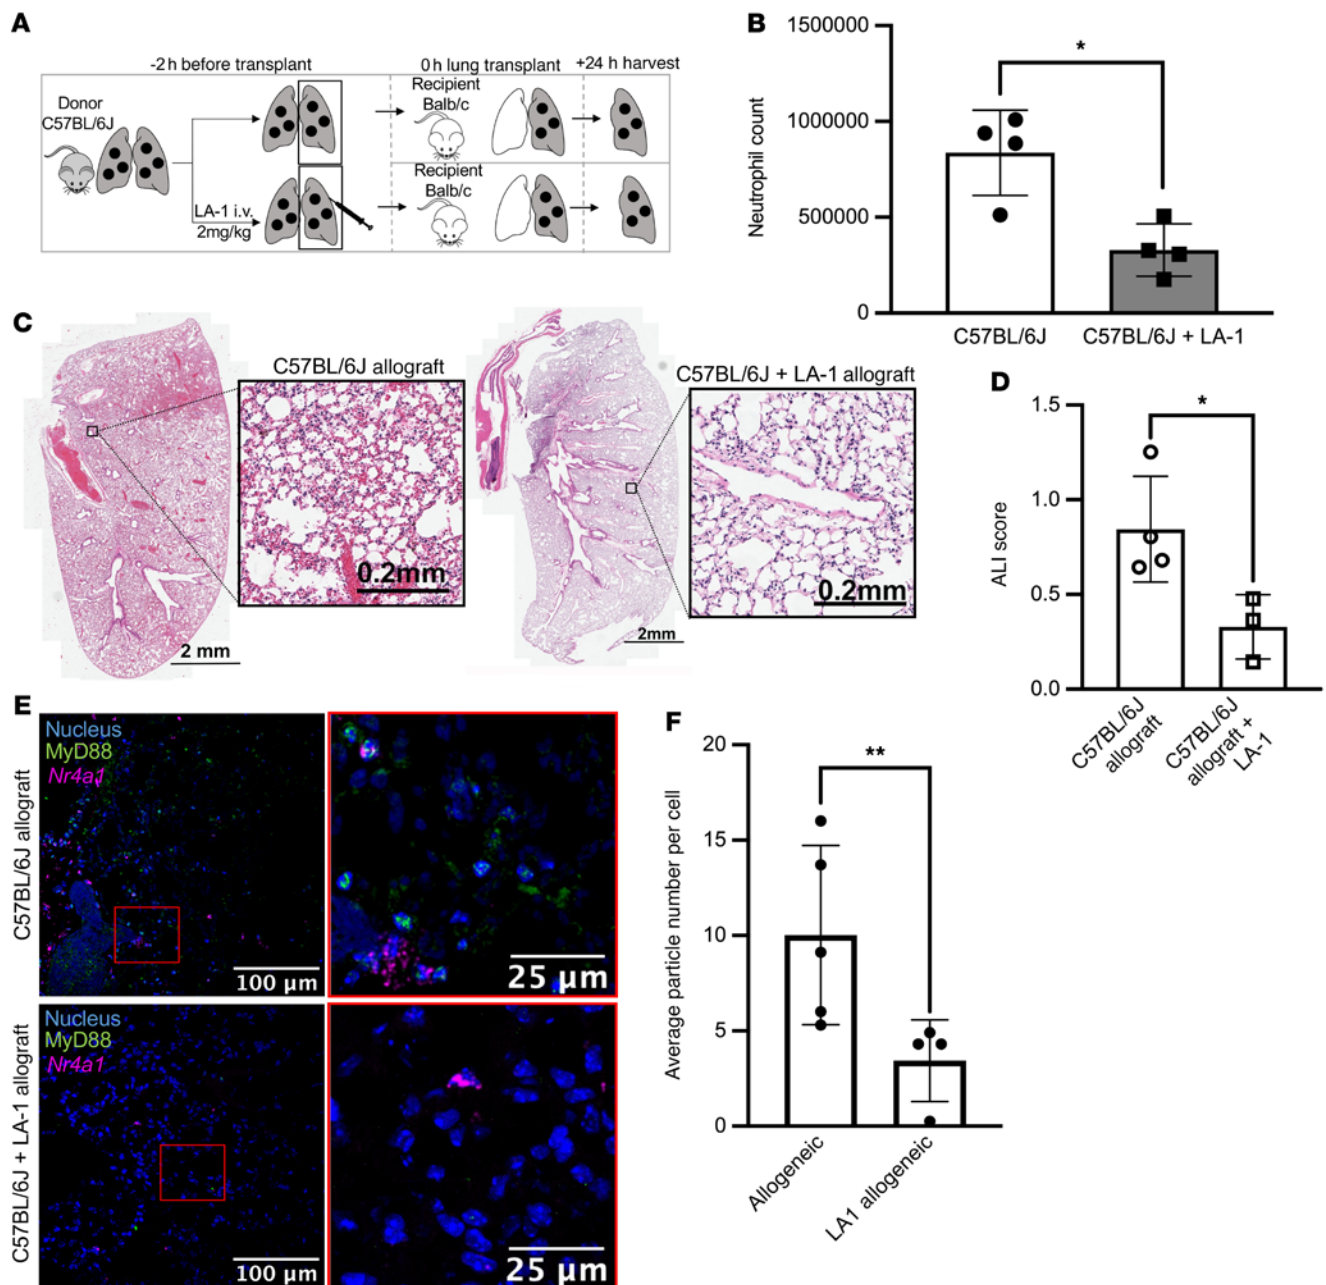 A
-2 h before transplant
0h lung transplant
+24 h harvest
Donor
C57BL/6J
Recipient
Balb/c
Recipient
Balb/c
LA-1 i.v.
2mg/kg
B
Neutrophil count
1500000
1000000
500000
0
*
C57BL/6J
C57BL/6J + LA-1
C
C57BL/6J allograft
0.2mm
2 mm
C57BL/6J + LA-1 allograft
0.2mm
2mm
D
ALI score
1.5
1.0
0.5
0.0
*
C57BL/6J
allograft
C57BL/6J
allograft +
LA-1
E
C57BL/6J allograft
Nucleus
MyD88
Nr4a1
100 µm
25 µm
C57BL/6J + LA-1 allograft
Nucleus
MyD88
Nr4a1
100 µm
25 µm
F
Average particle number per cell
20
15
10
5
0
**
Allogeneic
LA1 allogeneic